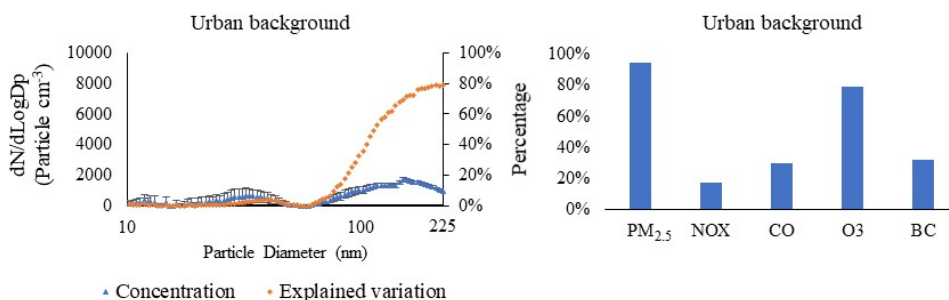 Urban background
dN/dLogDp
(Particle cm-3)
10000
8000
6000
4000
2000
0
100%
80%
60%
40%
20%
0%
10
100
225
Particle Diameter (nm)
Concentration
Explained variation
Urban background
Percentage
100%
80%
60%
40%
20%
0%
PM2.5 NOX CO O3 BC